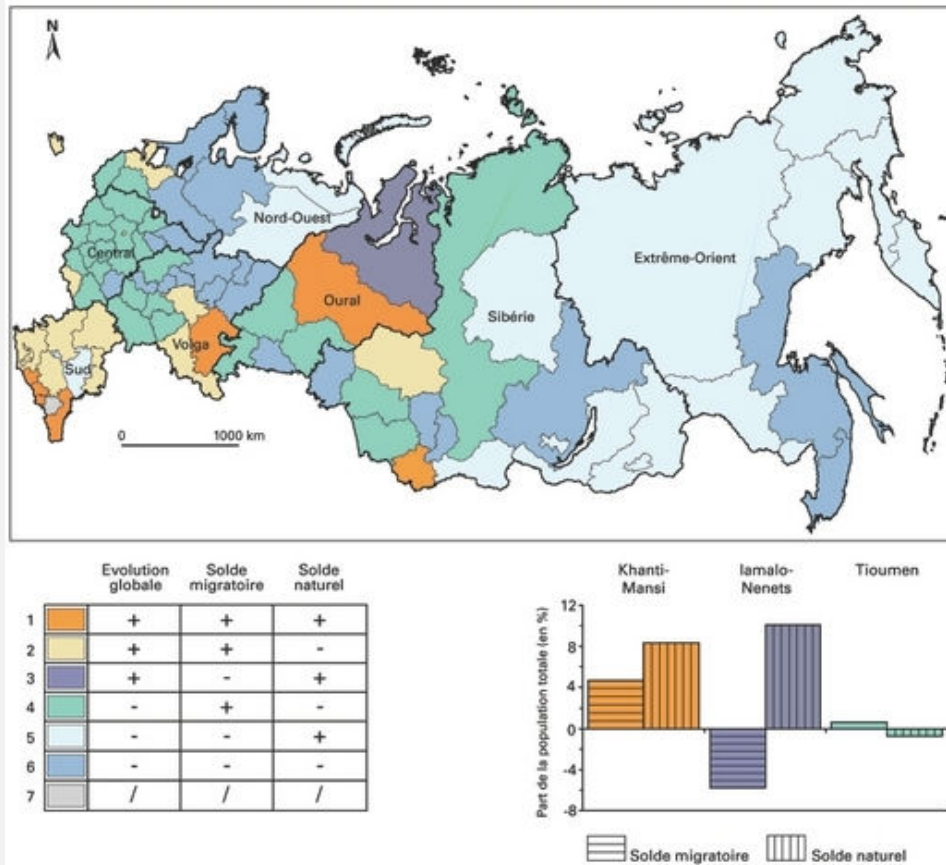 N
Nord-Ouest
Central
Extrême-Orient
Oural
Sibérie
Volga
Sud
0 1000 km
Evolution globale
Solde migratoire
Solde naturel
1 + + +
2 + + -
3 + - +
4 - + -
5 - - +
6 - - -
7 / / /
Khanti-Mansi
Iamalo-Nenets
Tioumen
Part de la population totale (en %)
12
8
4
0
-4
-8
Solde migratoire
Solde naturel